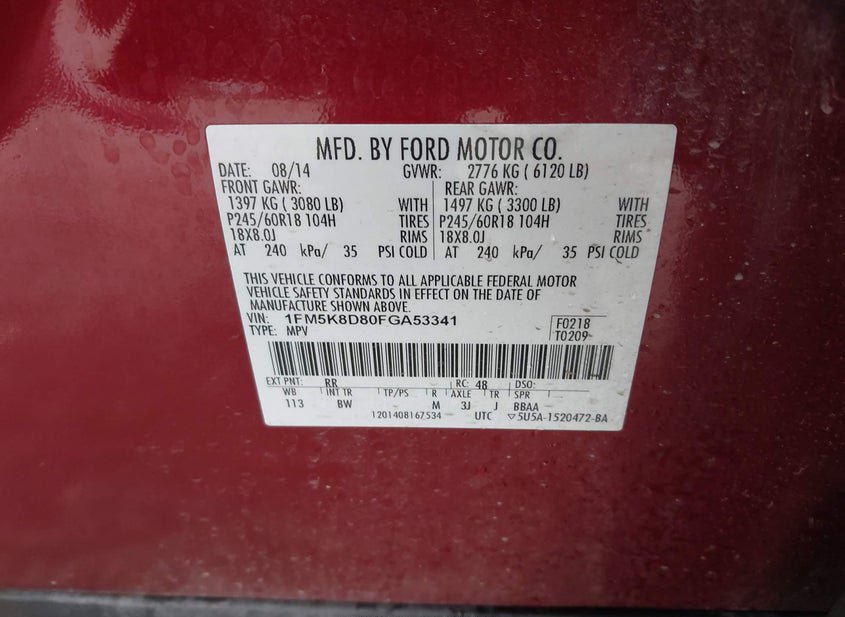 MFD. BY FORD MOTOR CO.
DATE: 08/14 GVWR: 2776 KG ( 6120 LB)
FRONT GAWR: REAR GAWR:
1397 KG ( 3080 LB) WITH 1497 KG ( 3300 LB) WITH
P245/60R18 104H TIRES P245/60R18 104H TIRES
18X8.0J RIMS 18X8.0J RIMS
AT 240 kPa/ 35 PSI COLD AT 240 kPa/ 35 PSI COLD
THIS VEHICLE CONFORMS TO ALL APPLICABLE FEDERAL MOTOR
VEHICLE SAFETY STANDARDS IN EFFECT ON THE DATE OF
MANUFACTURE SHOWN ABOVE.
VIN: 1FM5K8D80FGA53341 F0218
TYPE: MPV T0209
EXT PNT: RR RC: 48 DSO:
WB INT TR TP/PS R AXLE TR SPR
113 BW M 3J J BBAA
1201408167534 UTC ▽5U5A-1520472-BA